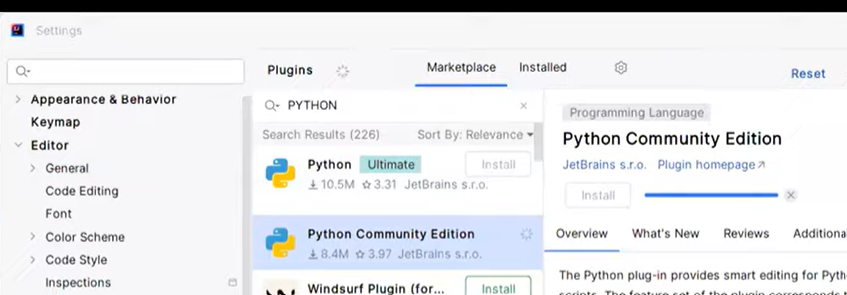 Settings
Plugins
Marketplace
Installed
Reset
Appearance & Behavior
Keymap
Editor
General
Code Editing
Font
Color Scheme
Code Style
Inspections
PYTHON
Search Results (226) Sort By: Relevance
Python Ultimate Install
10.5M 3.31 JetBrains s.r.o.
Python Community Edition
8.4M 3.97 JetBrains s.r.o.
Windsurf Plugin (for... Install
Programming Language
Python Community Edition
JetBrains s.r.o. Plugin homepage↗
Install
Overview What's New Reviews Additiona
The Python plug-in provides smart editing for Pyth
scripts. The feature set of the plugin corresponds t